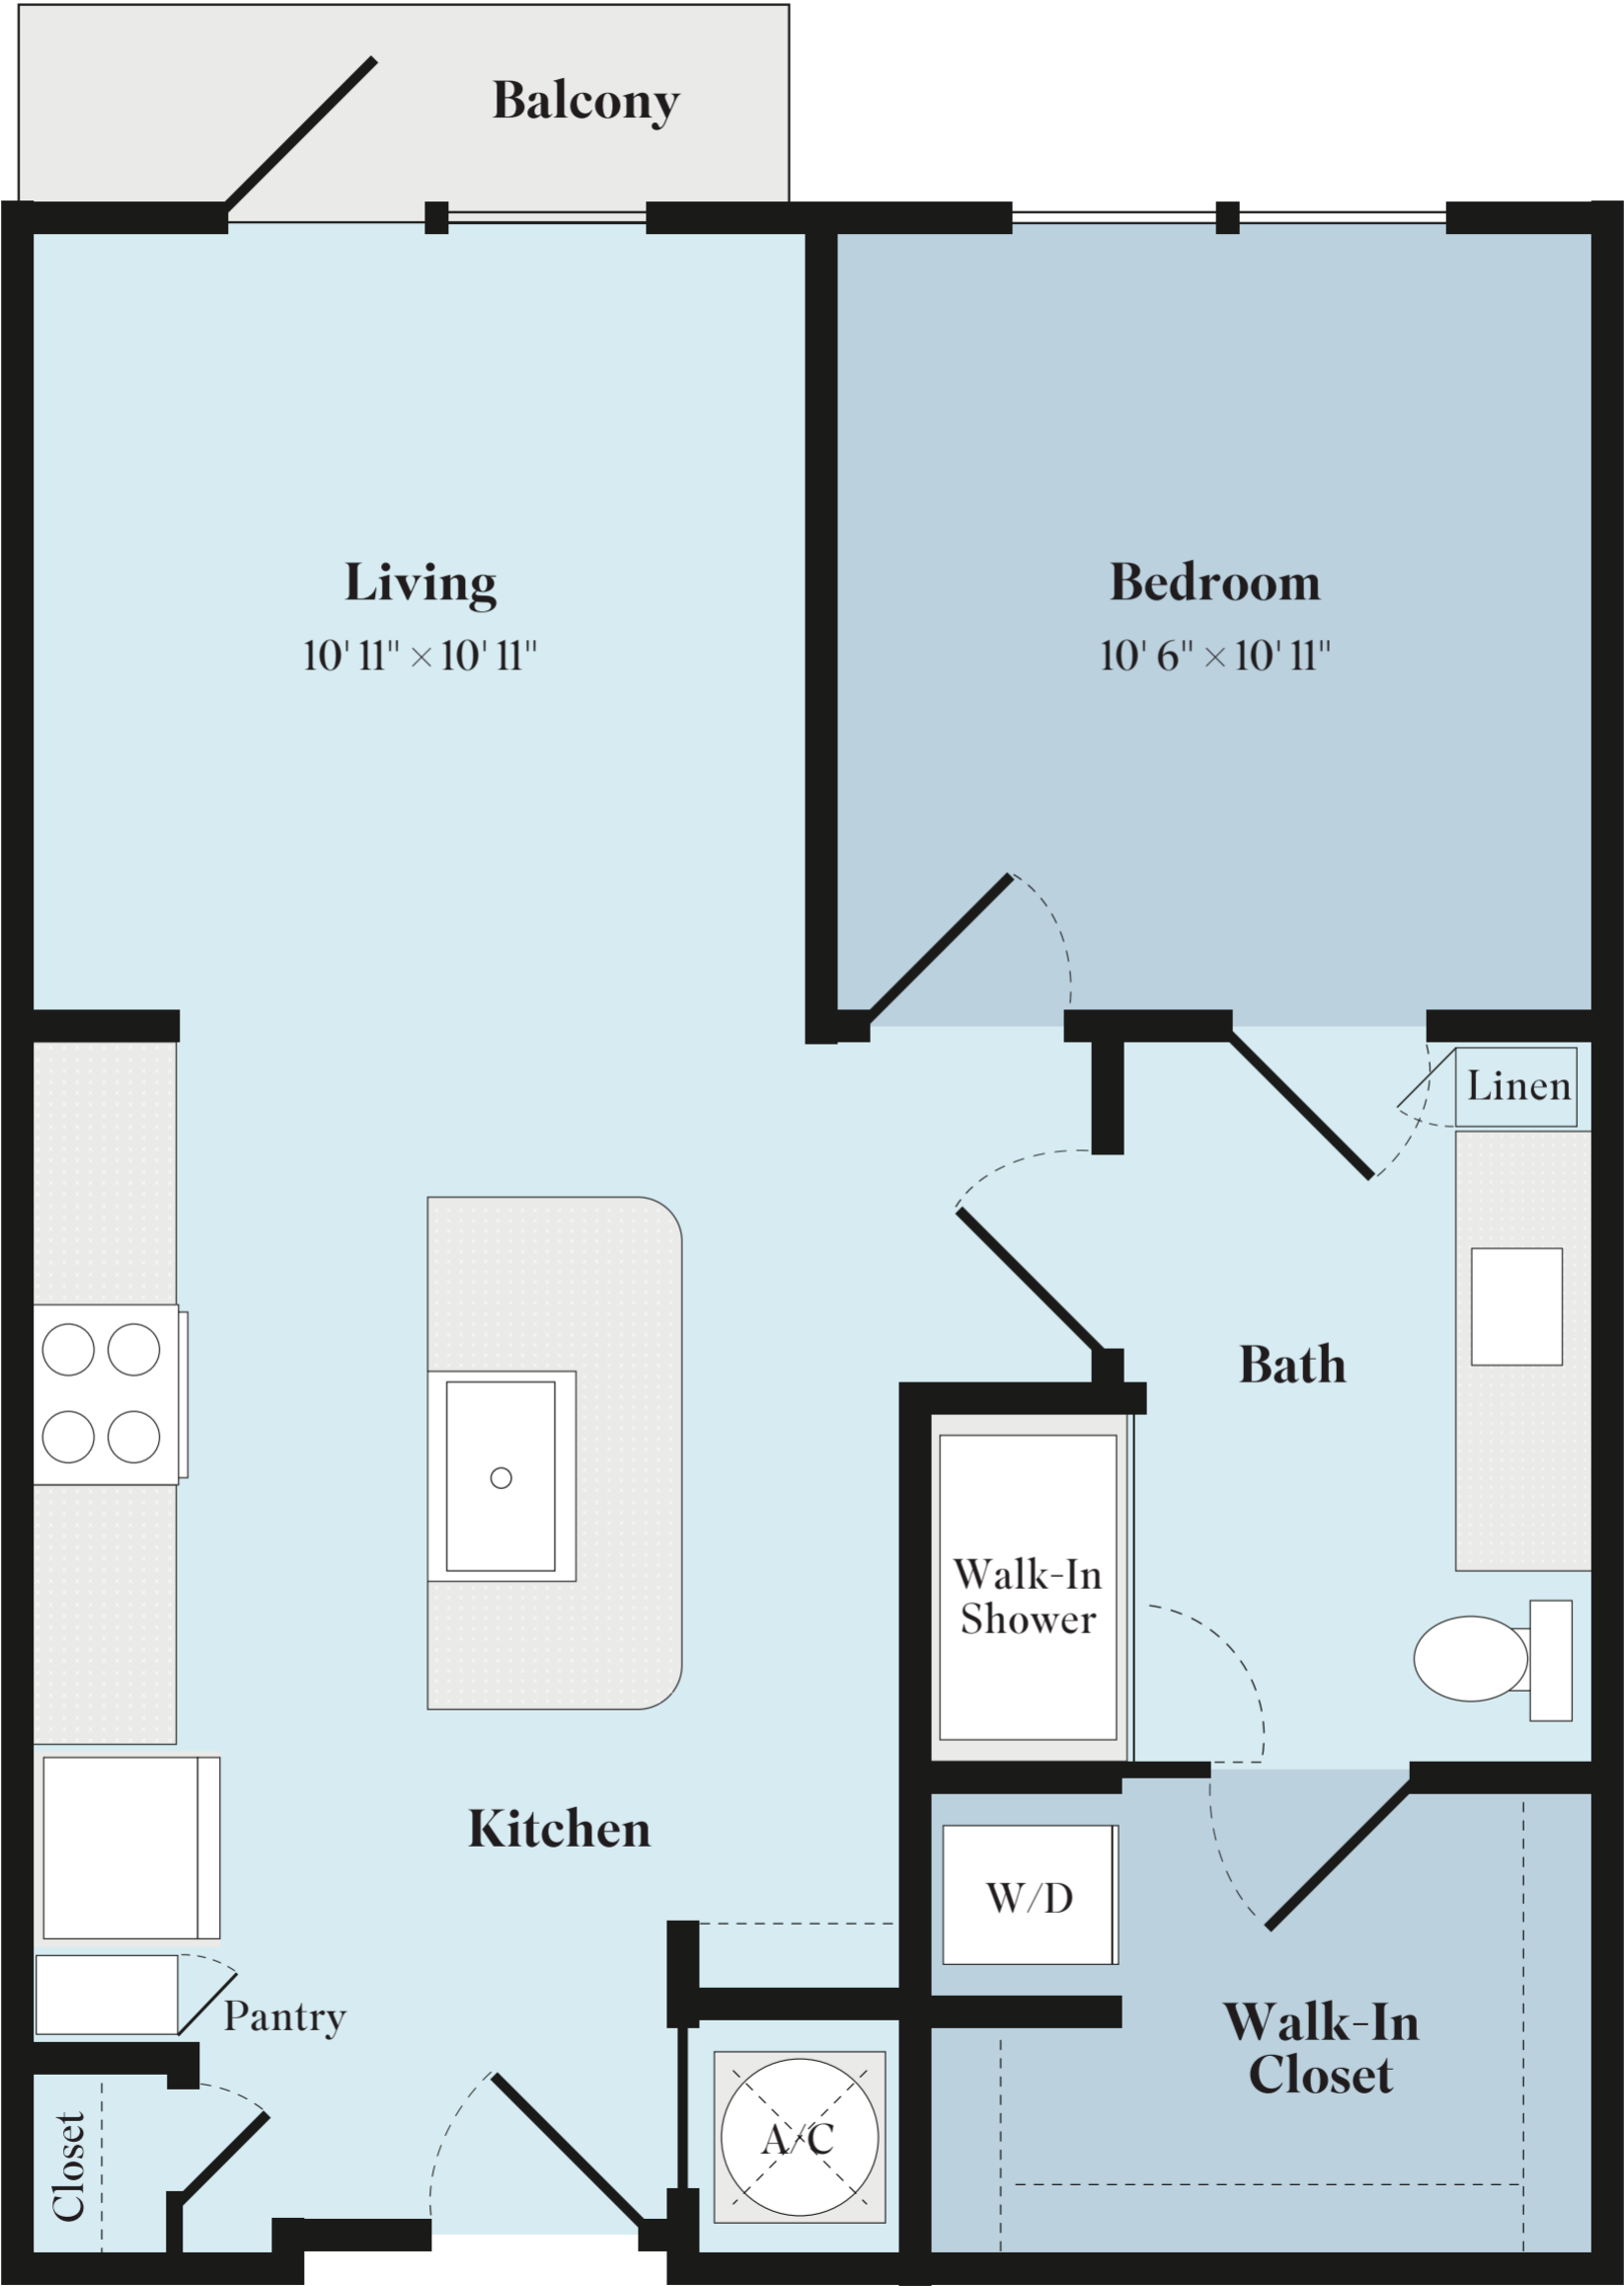 Balcony
Living
10' 11" × 10' 11"
Bedroom
10' 6" × 10' 11"
Linen
Bath
Walk-In
Shower
Kitchen
W/D
Pantry
Walk-In
Closet
A/C
Closet